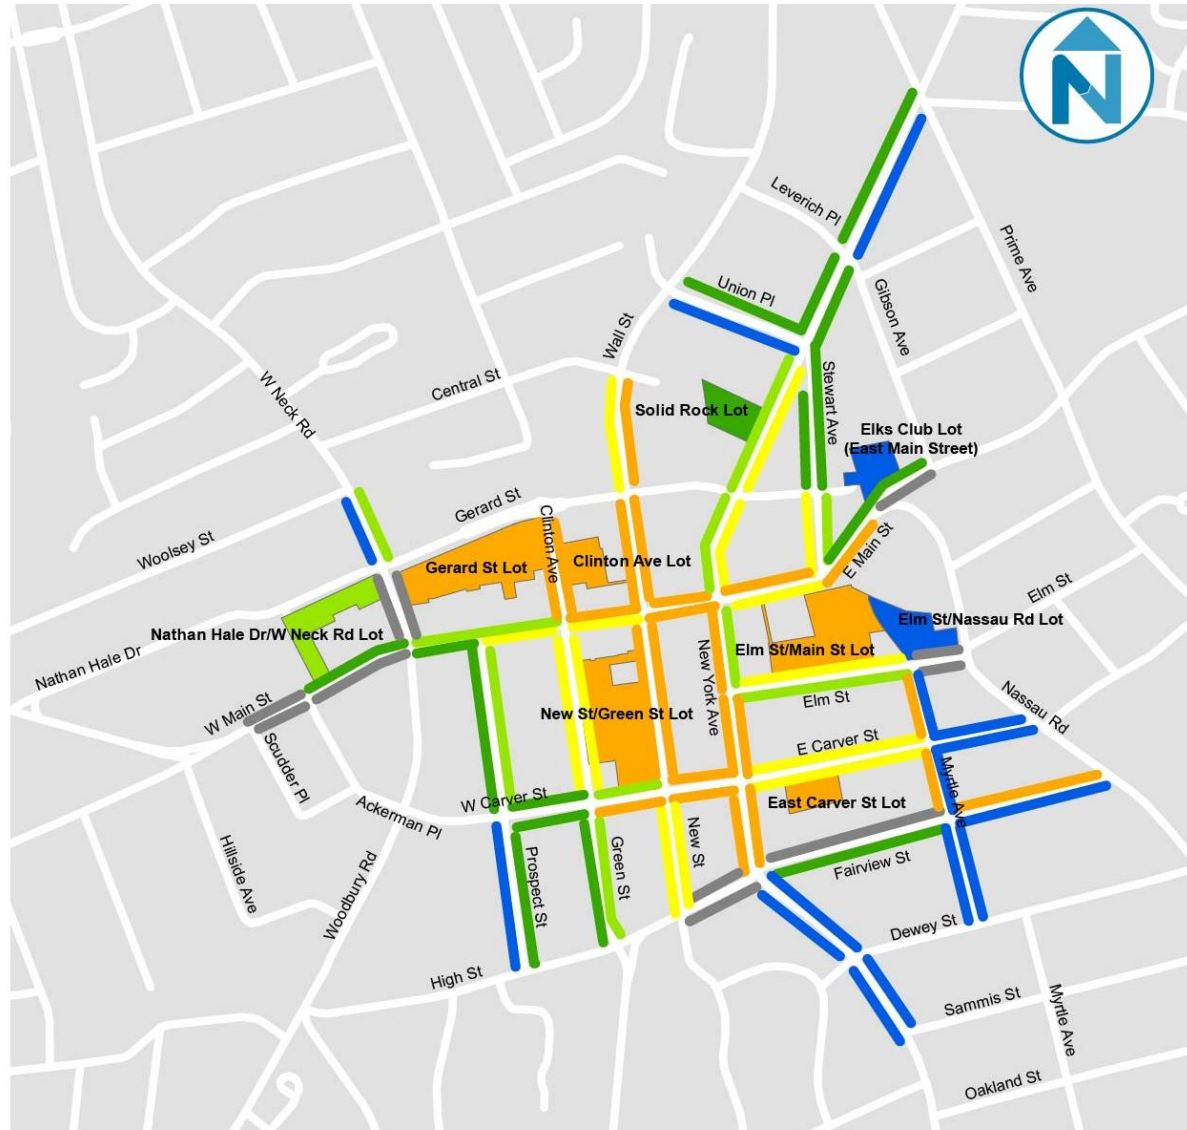 N
Leverich Pl
Prime Ave
Union Pl
Gibson Ave
Wall St
W Neck Rd
Central St
Stewart Ave
Solid Rock Lot
Elks Club Lot
(East Main Street)
Gerard St
Woolsey St
Clinton Ave
E Main St
Gerard St Lot
Clinton Ave Lot
Elm St
Nathan Hale Dr/W Neck Rd Lot
Elm St/Nassau Rd Lot
Nathan Hale Dr
Elm St/Main St Lot
New York Ave
W Main St
Elm St
Nassau Rd
New St/Green St Lot
Scudder Pl
E Carver St
Myrtle Ave
W Carver St
East Carver St Lot
Ackerman Pl
New St
Hillside Ave
Woodbury Rd
Prospect St
Green St
Fairview St
Dewey St
High St
Sammis St
Myrtle Ave
Oakland St